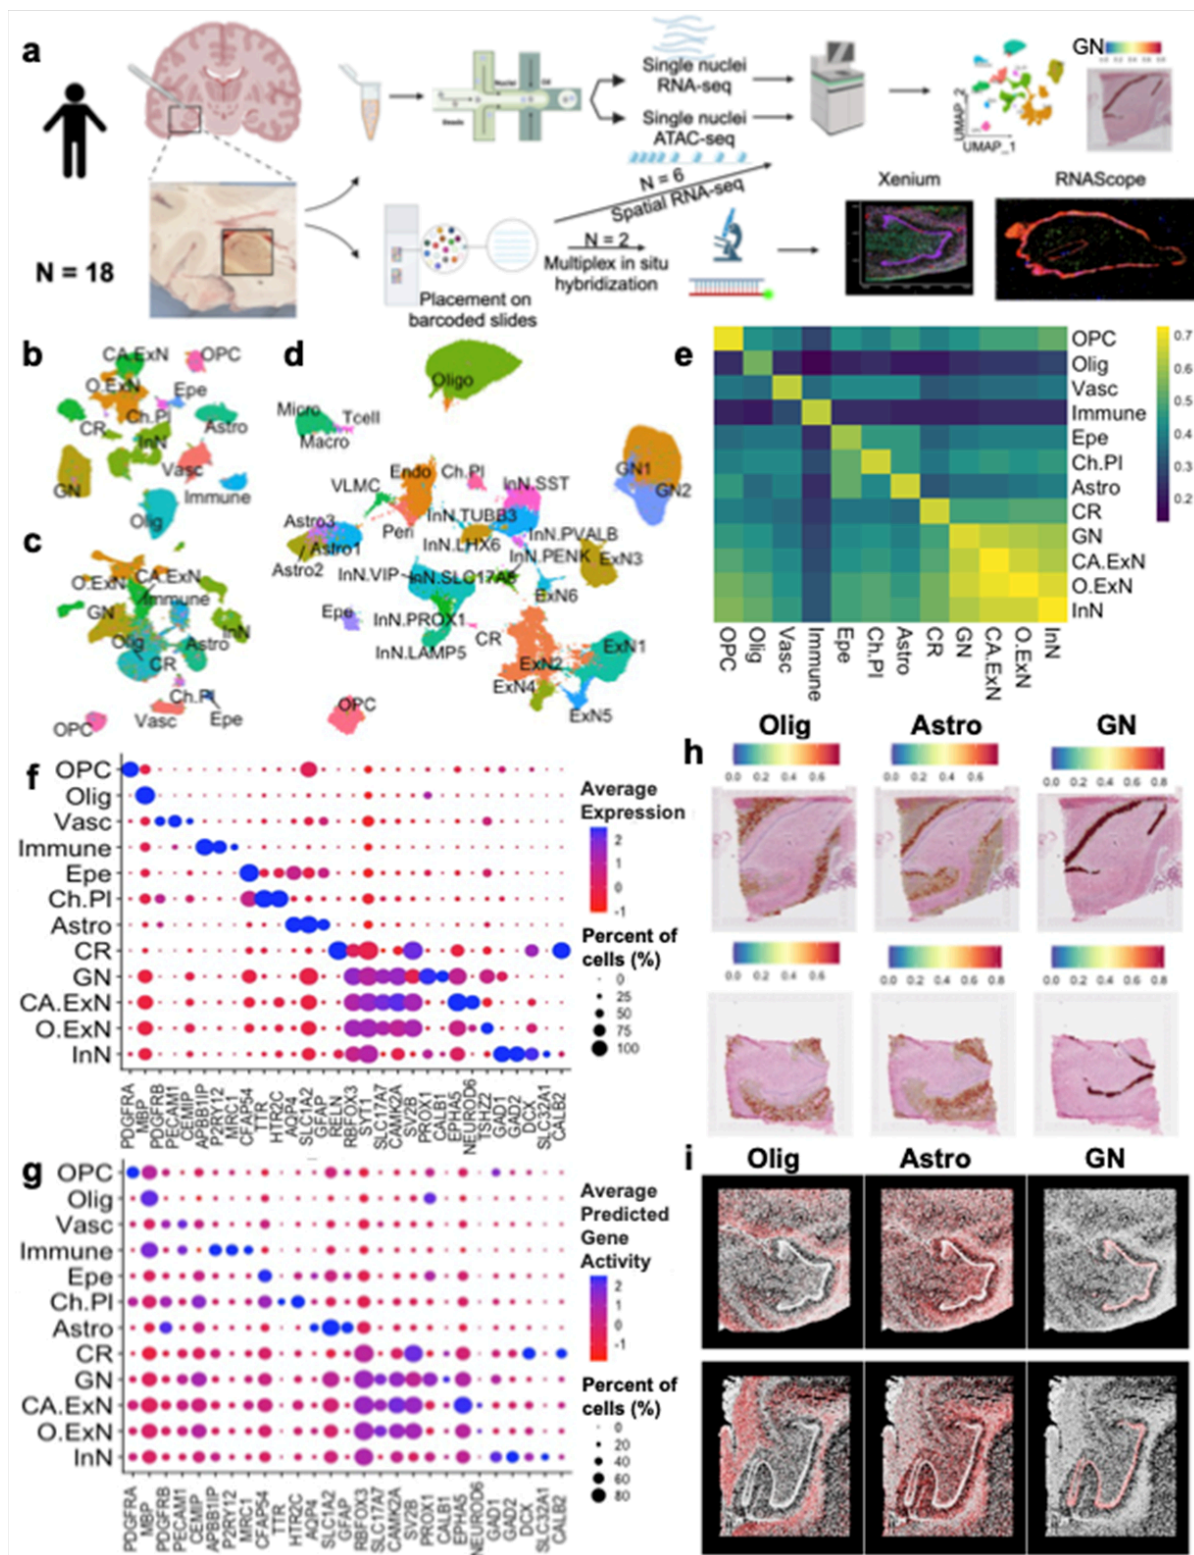 a
N = 18
Single nuclei
RNA-seq
Single nuclei
ATAC-seq
N = 6
Spatial RNA-seq
N = 2
Multiplex in situ
hybridization
Placement on
barcoded slides
UMAP_2
UMAP_1
GN
Xenium
RNAScope
b
CA.ExN
OPC
O.ExN
Epe
Ch.Pl
CR
Astro
InN
Vasc
GN
Immune
Olig
c
O.ExN
CA.ExN
Immune
GN
Olig
Astro
InN
CR
Ch.Pl
OPC
Vasc
Epe
d
Oligo
Micro
Tcell
Macro
GN1
GN2
Endo
Ch.Pl
InN.SST
VLMC
Astro3
Peri
InN.TUBB3
InN.PVALB
Astro1
InN.LHX6
InN.PENK
ExN3
Astro2
InN.VIP
InN.SLC17A8
ExN6
Epe
InN.PROX1
CR
InN.LAMP5
ExN1
ExN2
ExN4
OPC
ExN5
e
OPC
Olig
Vasc
Immune
Epe
Ch.Pl
Astro
CR
GN
CA.ExN
O.ExN
InN
0.7
0.6
0.5
0.4
0.3
0.2
OPC
Olig
Vasc
Immune
Epe
Ch.Pl
Astro
CR
GN
CA.ExN
O.ExN
InN
f
OPC
Olig
Vasc
Immune
Epe
Ch.Pl
Astro
CR
GN
CA.ExN
O.ExN
InN
PDGFRA
MBP
PDGFRB
PECAM1
CEMIP
APBB1IP
P2RY12
MRC1
CFAP54
TTR
HTR2C
AQP4
SLC1A2
GFAP
RELN
RBFOX3
SYT1
SLC17A7
CAMK2A
SV2B
PROX1
CALB1
EPHA5
NEUROD6
TSHZ2
GAD1
GAD2
DCX
SLC32A1
CALB2
Average
Expression
2
1
0
-1
Percent of
cells (%)
0
25
50
75
100
g
OPC
Olig
Vasc
Immune
Epe
Ch.Pl
Astro
CR
GN
CA.ExN
O.ExN
InN
PDGFRA
MBP
PDGFRB
PECAM1
CEMIP
APBB1IP
P2RY12
MRC1
CFAP54
TTR
HTR2C
AQP4
SLC1A2
GFAP
RBFOX3
SLC17A7
CAMK2A
SV2B
PROX1
CALB1
EPHA5
NEUROD6
GAD1
GAD2
DCX
SLC32A1
CALB2
Average
Predicted
Gene
Activity
2
1
0
-1
Percent of
cells (%)
0
20
40
60
80
h
Olig
Astro
GN
0.0 0.2 0.4 0.6
0.0 0.2 0.4 0.6
0.0 0.2 0.4 0.6 0.8
0.0 0.2 0.4 0.6
0.0 0.2 0.4 0.6 0.8
0.0 0.2 0.4 0.6 0.8
i
Olig
Astro
GN